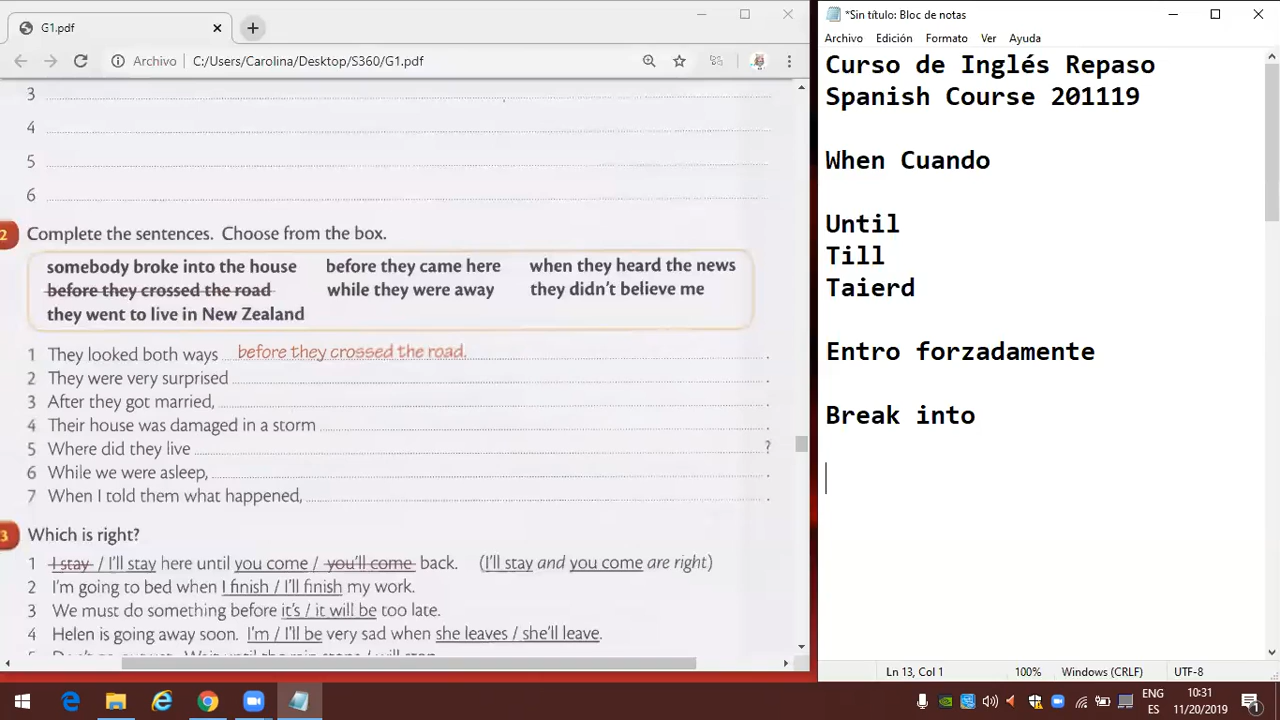 G1.pdf
Archivo C:/Users/Carolina/Desktop/S360/G1.pdf
3
4
5
6
2 Complete the sentences. Choose from the box.
somebody broke into the house before they came here when they heard the news
before they crossed the road while they were away they didn't believe me
they went to live in New Zealand
1 They looked both ways before they crossed the road. .
2 They were very surprised .
3 After they got married, .
4 Their house was damaged in a storm .
5 Where did they live ?
6 While we were asleep, .
7 When I told them what happened, .
3 Which is right?
1 I stay / I'll stay here until you come / you'll come back. (I'll stay and you come are right)
2 I'm going to bed when I finish / I'll finish my work.
3 We must do something before it's / it will be too late.
4 Helen is going away soon. I'm / I'll be very sad when she leaves / she'll leave.
*Sin título: Bloc de notas
Archivo Edición Formato Ver Ayuda
Curso de Inglés Repaso
Spanish Course 201119
When Cuando
Until
Till
Taierd
Entro forzadamente
Break into
Ln 13, Col 1 100% Windows (CRLF) UTF-8
ENG
ES
10:31
11/20/2019
1